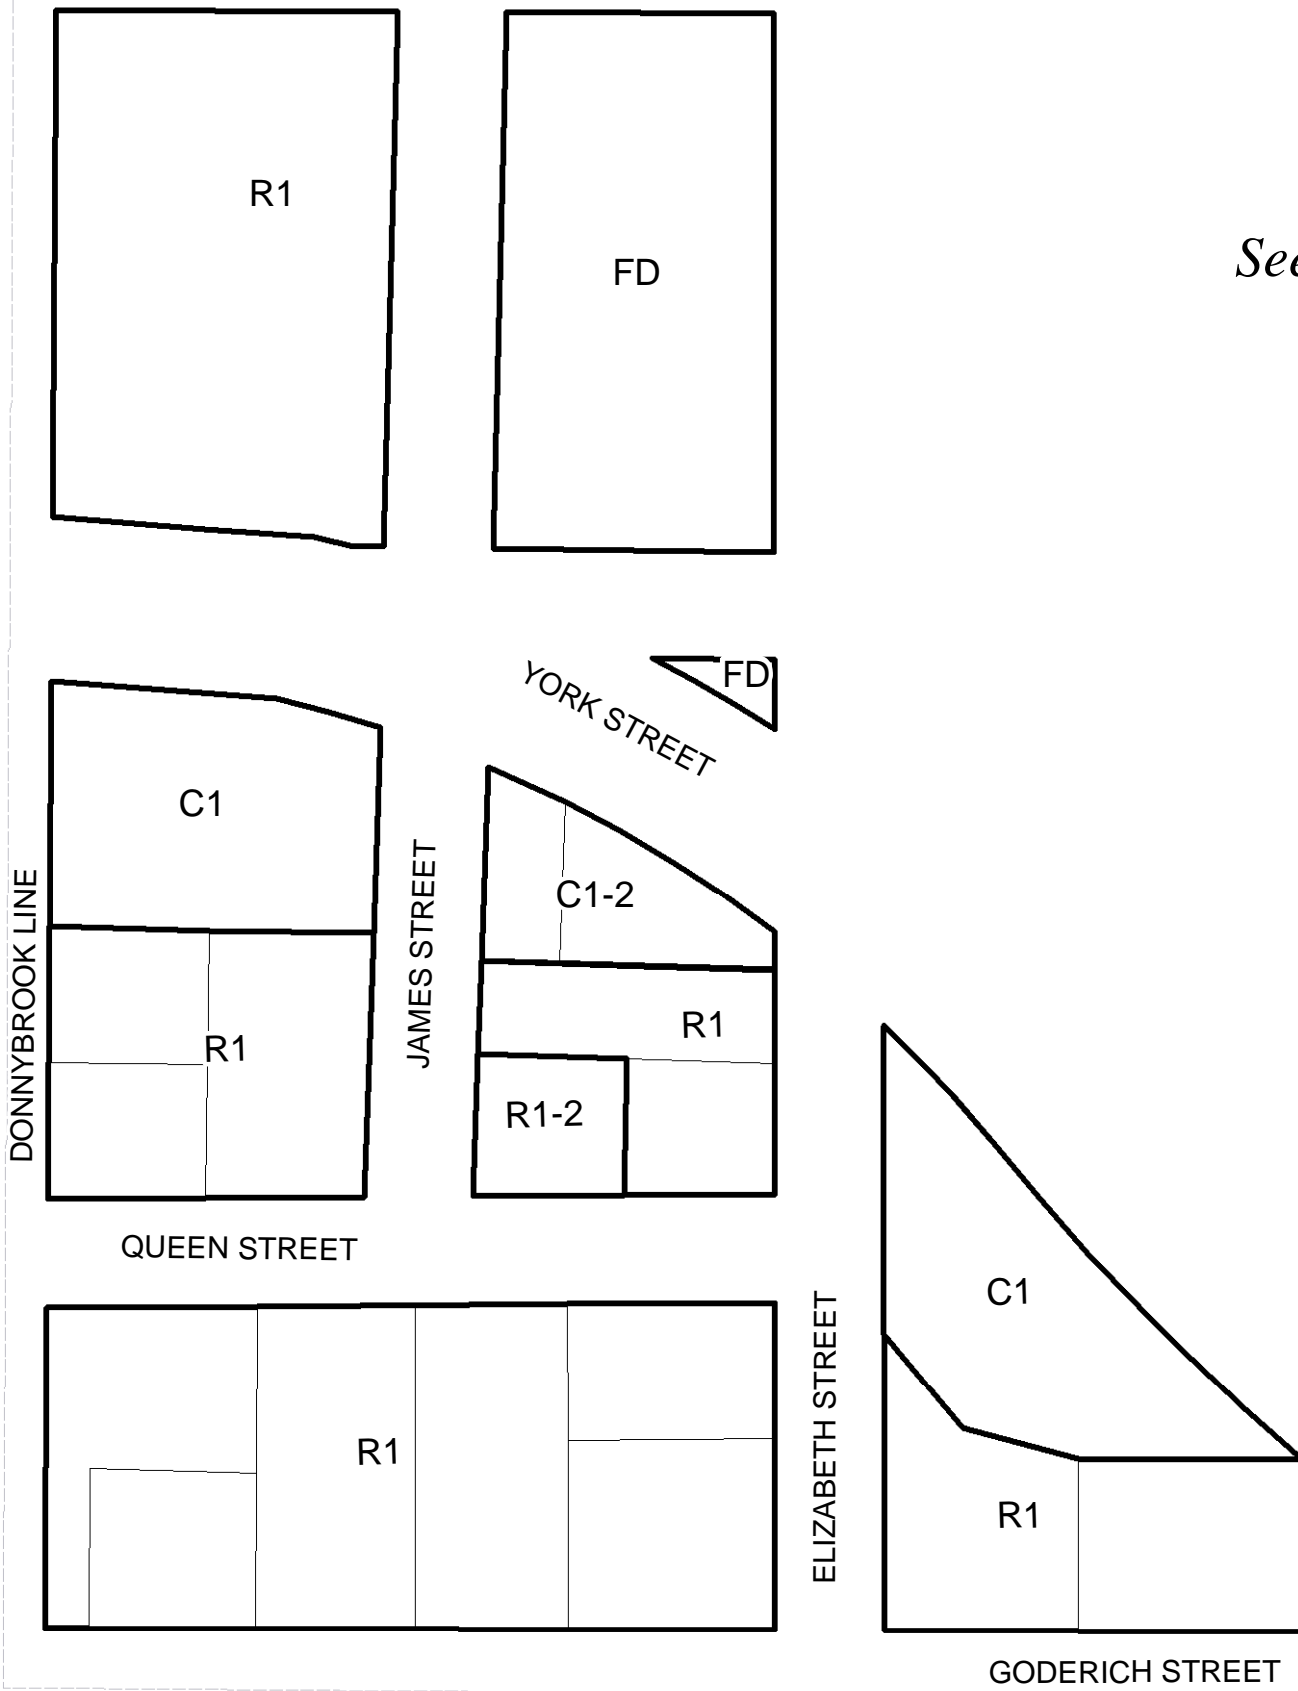 R1
See
FD
FD
YORK STREET
C1
C1-2
DONNYBROOK LINE
JAMES STREET
R1
R1
R1-2
QUEEN STREET
C1
ELIZABETH STREET
R1
R1
GODERICH STREET